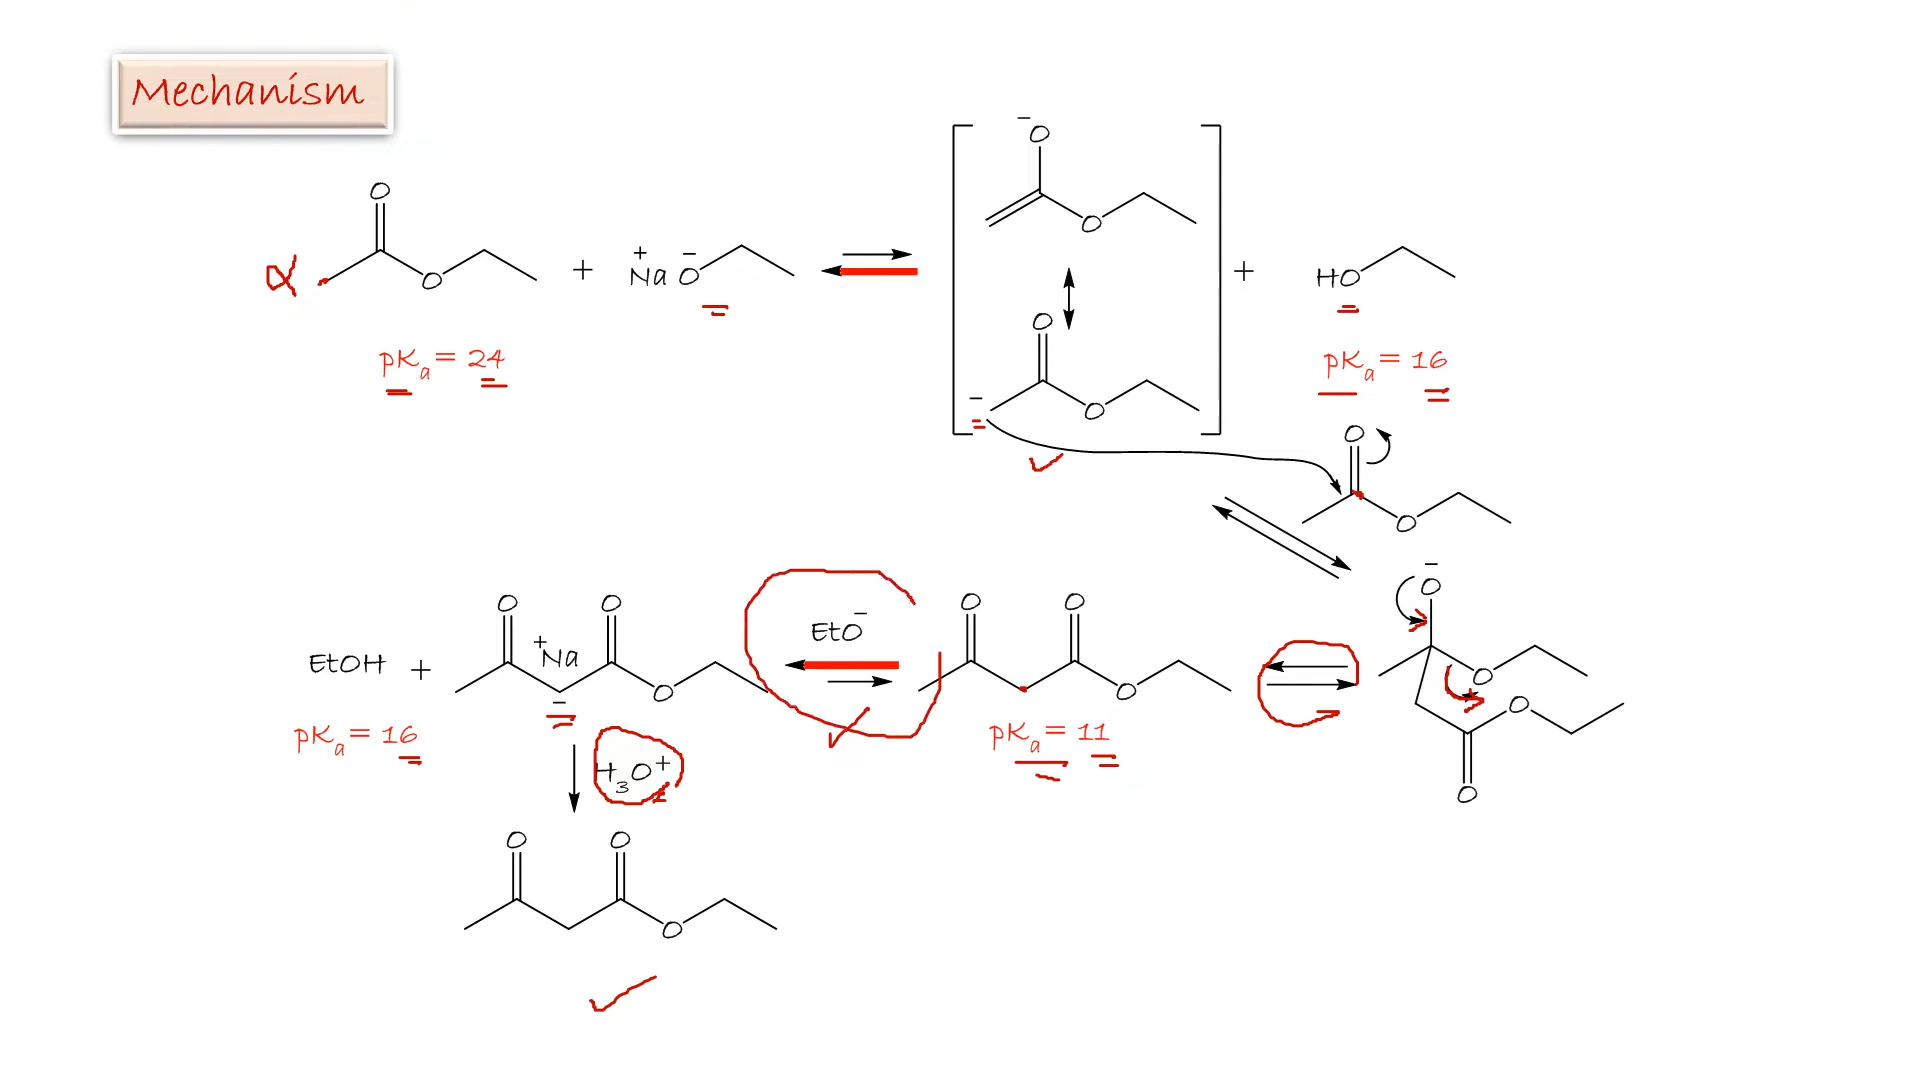 Mechanism
O
O
α
O
+
+ Na
− O
− O
O
+
HO
O
− O
pKa = 24
pKa = 16
O
O
− O
EtOH
+
O
O
+ Na
−
O
EtO−
O
O
O
O
O
O
pKa = 16
pKa = 11
H3O+
O
O
O